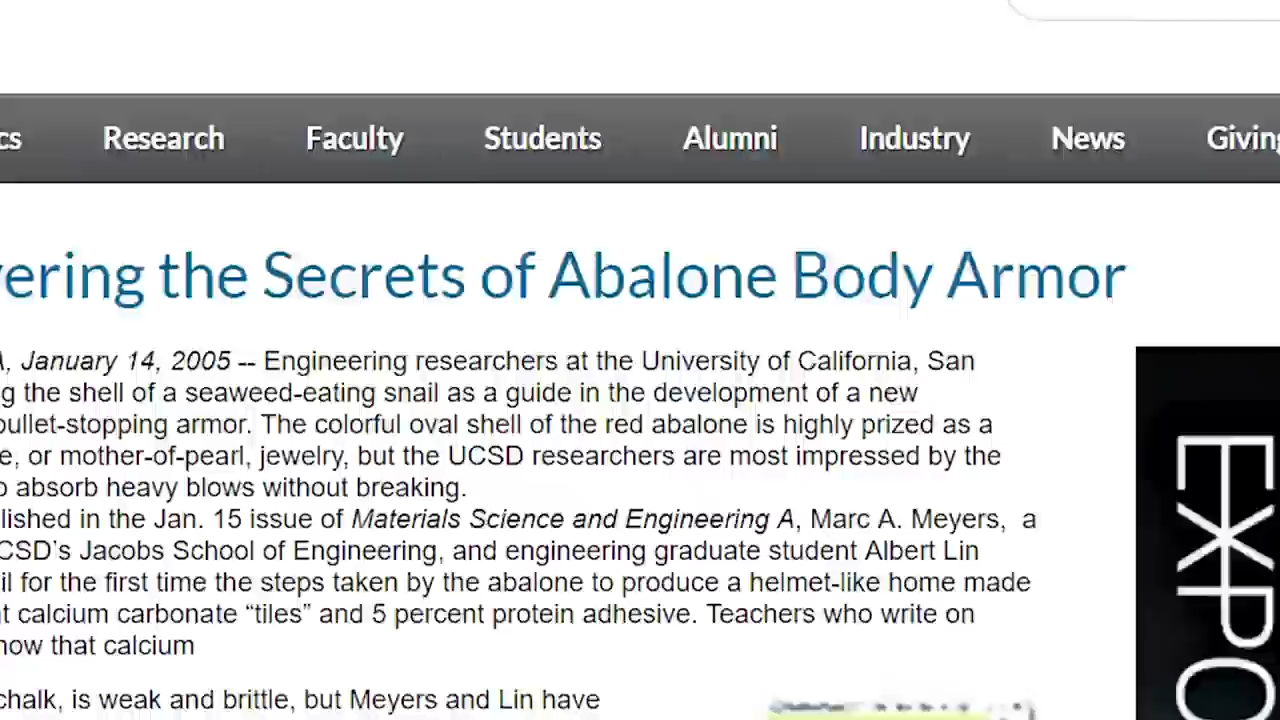 cs Research Faculty Students Alumni Industry News Giving
vering the Secrets of Abalone Body Armor
A, January 14, 2005 -- Engineering researchers at the University of California, San
g the shell of a seaweed-eating snail as a guide in the development of a new
bullet-stopping armor. The colorful oval shell of the red abalone is highly prized as a
e, or mother-of-pearl, jewelry, but the UCSD researchers are most impressed by the
o absorb heavy blows without breaking.
lished in the Jan. 15 issue of Materials Science and Engineering A, Marc A. Meyers, a
CSD's Jacobs School of Engineering, and engineering graduate student Albert Lin
il for the first time the steps taken by the abalone to produce a helmet-like home made
t calcium carbonate “tiles” and 5 percent protein adhesive. Teachers who write on
now that calcium
chalk, is weak and brittle, but Meyers and Lin have
EXPO